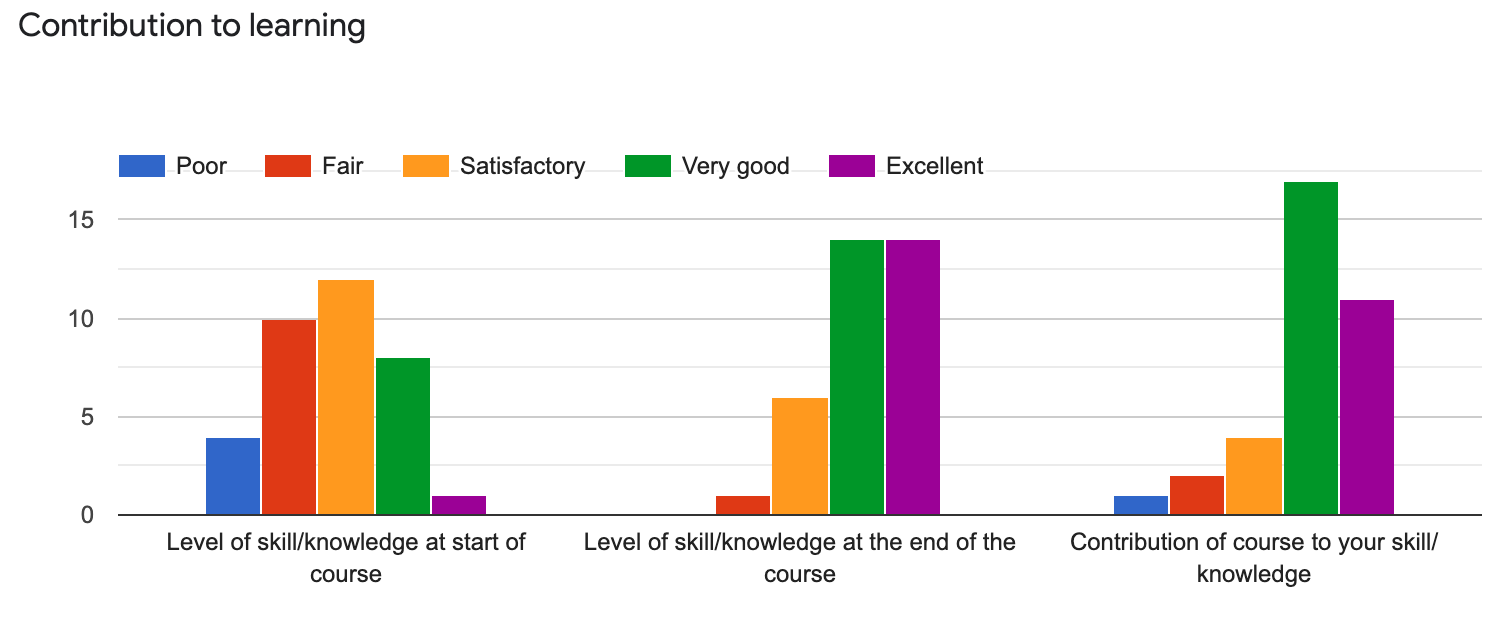 Contribution to learning
Poor Fair Satisfactory Very good Excellent
15
10
5
0
Level of skill/knowledge at start of
course
Level of skill/knowledge at the end of the
course
Contribution of course to your skill/
knowledge